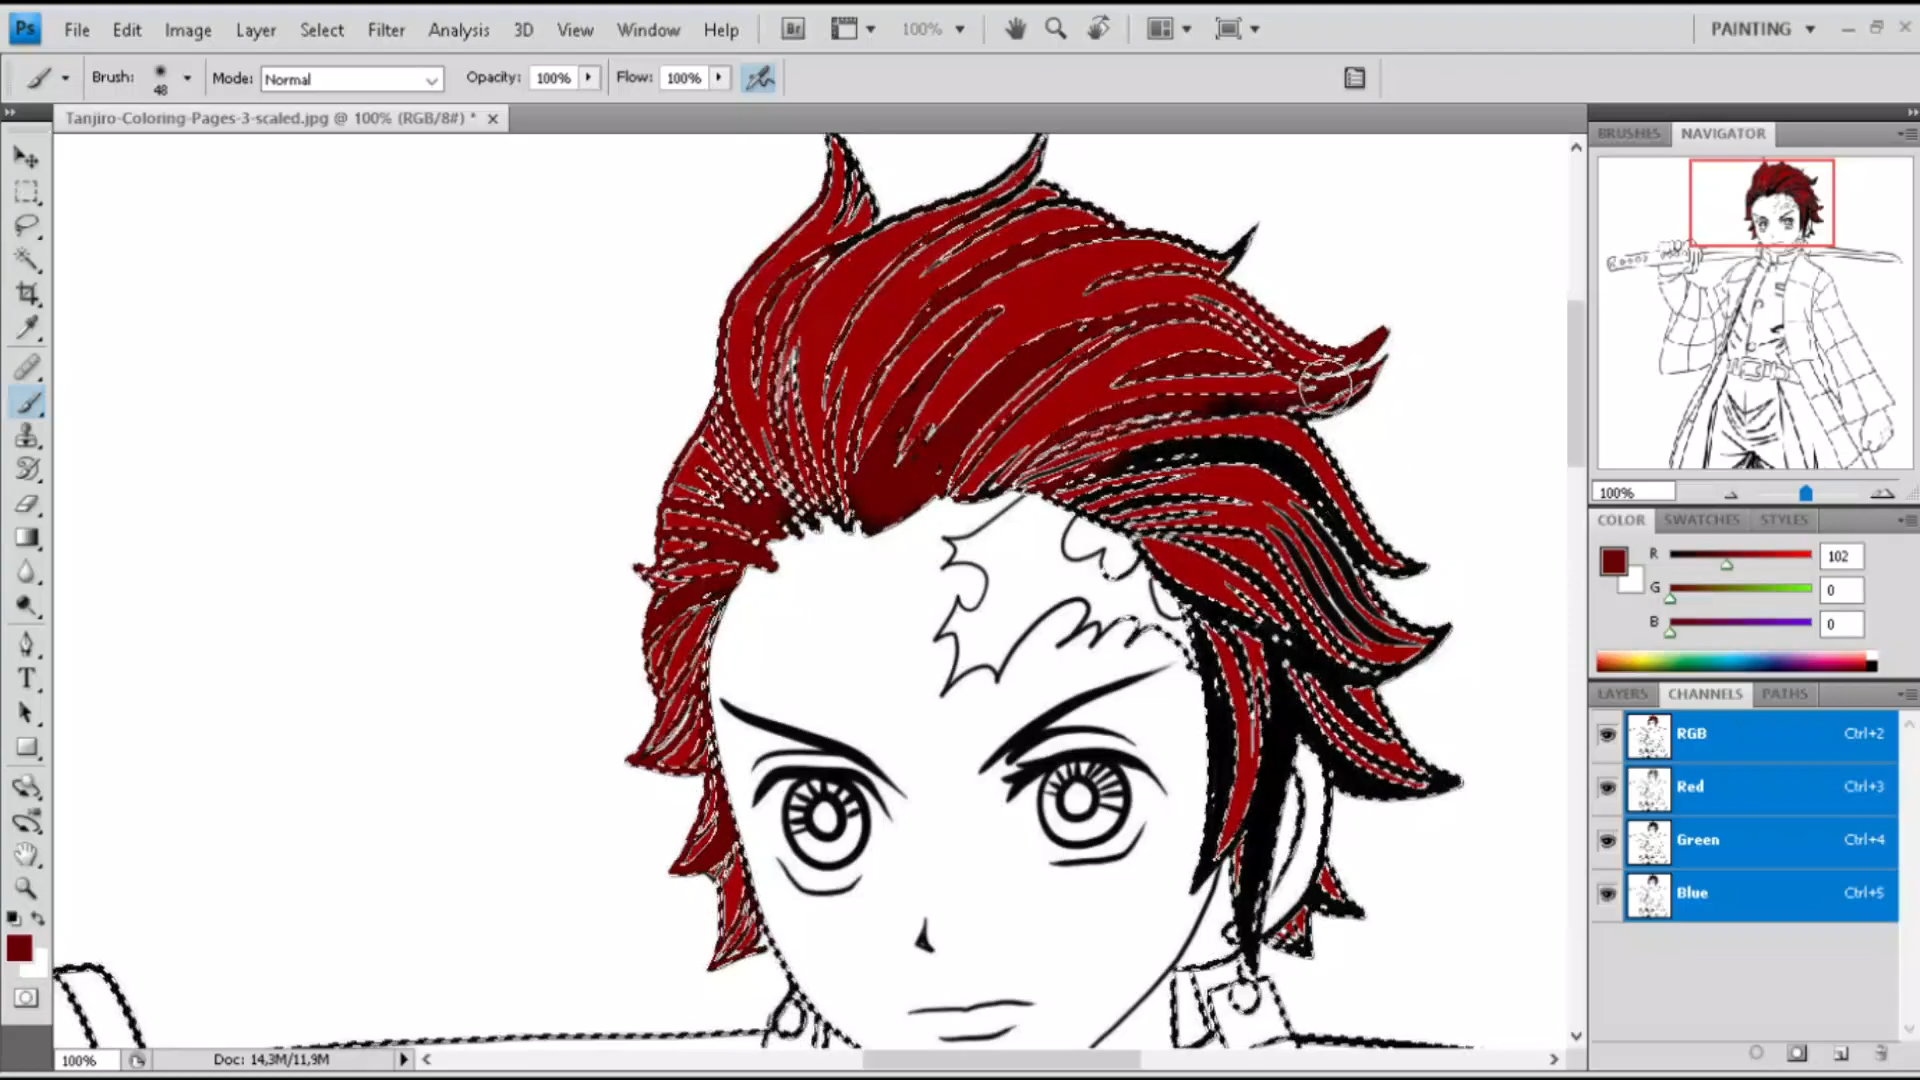 Ps File Edit Image Layer Select Filter Analysis 3D View Window Help Br 100% PAINTING
Brush: 48 Mode: Normal Opacity: 100% Flow: 100%
Tanjiro-Coloring-Pages-3-scaled.jpg @ 100% (RGB/8#) *
BRUSHES NAVIGATOR
100%
COLOR SWATCHES STYLES
R 102
G 0
B 0
LAYERS CHANNELS PATHS
RGB Ctrl+2
Red Ctrl+3
Green Ctrl+4
Blue Ctrl+5
T
100% Doc: 14,3M/11,9M